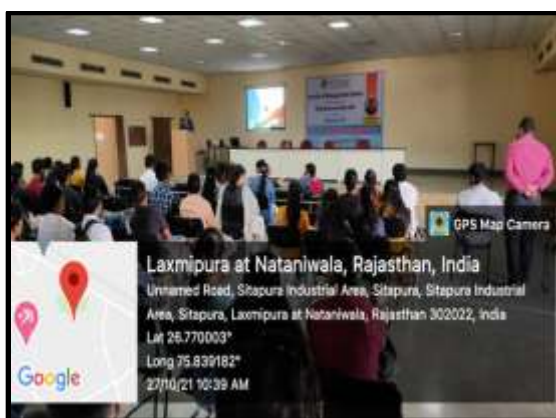 GPS Map Camera
Laxmipura at Nataniwala, Rajasthan, India
Unnamed Road, Sitapura Industrial Area, Sitapura, Sitapura Industrial
Area, Sitapura, Laxmipura at Nataniwala, Rajasthan 302022, India
Lat 26.770003°
Long 75.839182°
27/10/21 10:39 AM
Google